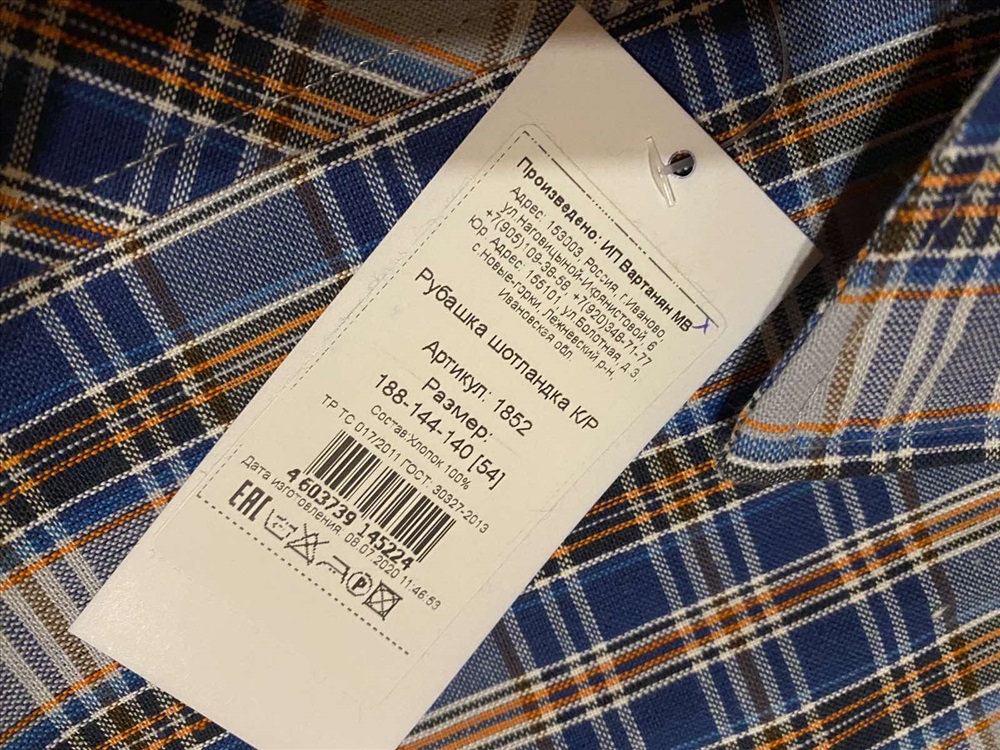 Произведено: ИП Вартанян МВ
Адрес: 153003, Россия, г.Иваново,
ул.Наговицыной-Икрянистовой, 6
+7(905)109-38-58, +7(920)348-71-77
Юр. Адрес: 155101, ул.Болотная, д.3,
с. Новые-горки, Лежневский р-н,
Ивановская обл.
Рубашка шотландка К/Р
Артикул: 1852
Размер:
188-144-140 [54]
Состав:Хлопок 100%
ТР ТС 017/2011 ГОСТ: 30327-2013
4 603739 145224
Дата изготовления: 08.07.2020 11:46:53
EAC
P